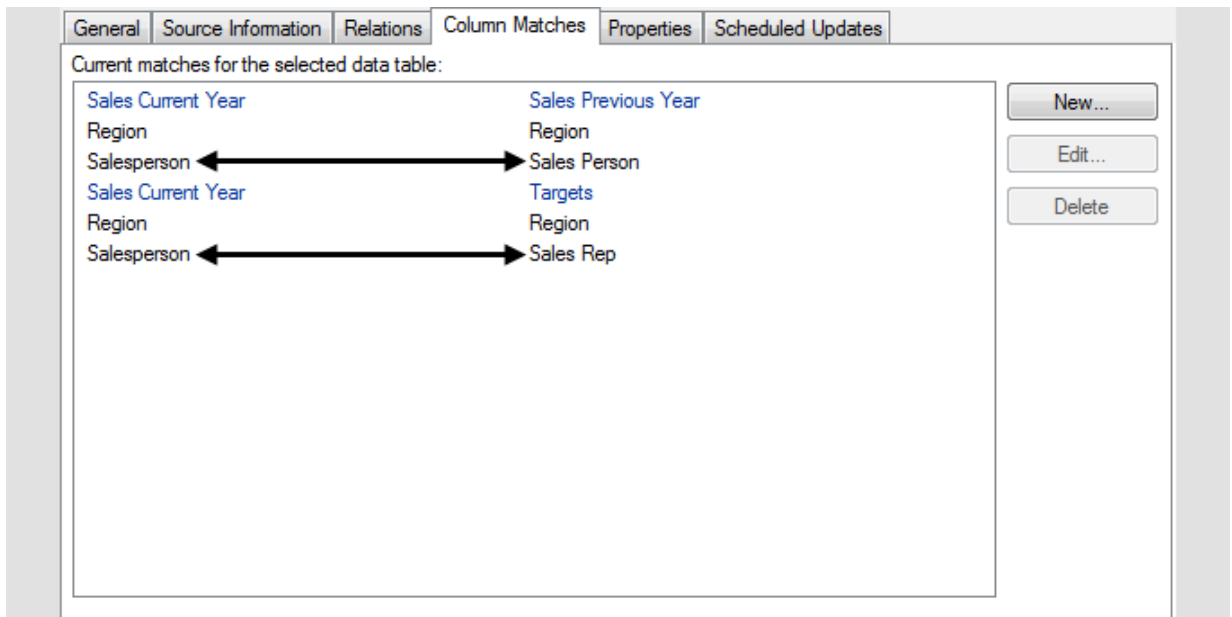 General Source Information Relations Column Matches Properties Scheduled Updates
Current matches for the selected data table:
Sales Current Year Sales Previous Year
Region Region
Salesperson Sales Person
Sales Current Year Targets
Region Region
Salesperson Sales Rep
New...
Edit...
Delete